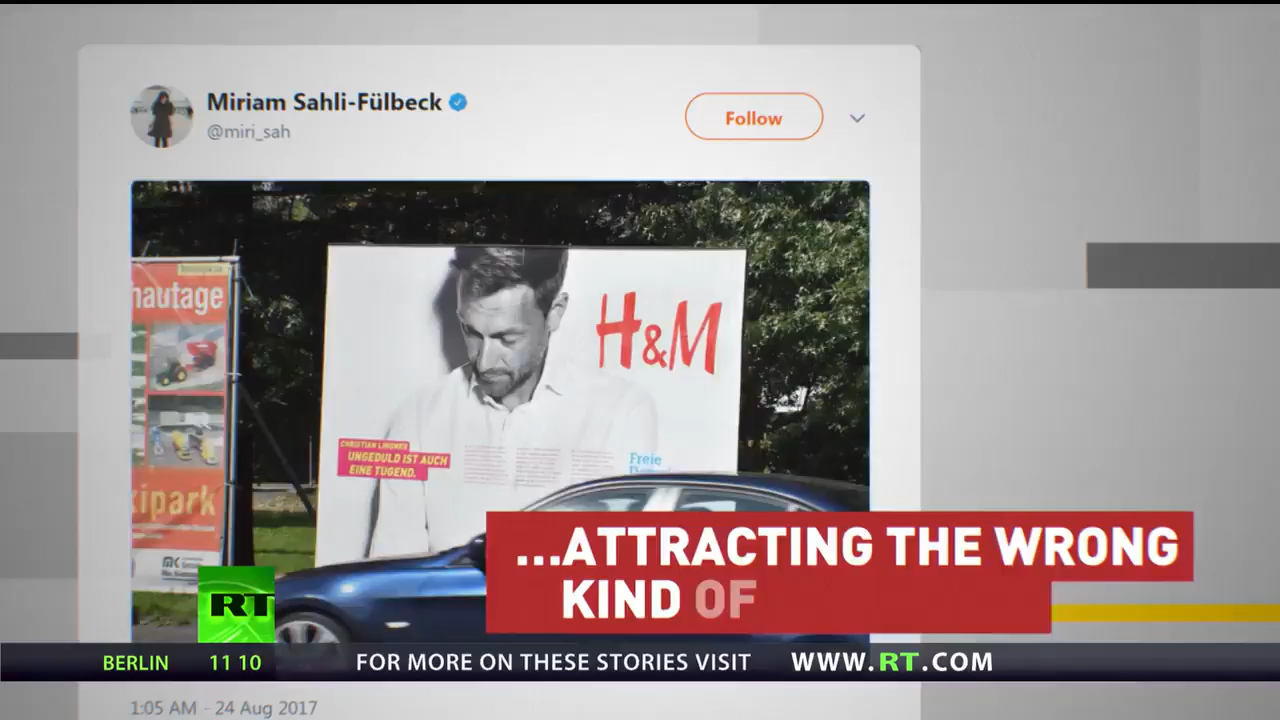 Miriam Sahli-Fülbeck
@miri_sah
Follow
hautage
H&M
CHRISTIAN LINDNER
UNGEDULD IST AUCH
EINE TUGEND.
Freie
kipark
...ATTRACTING THE WRONG
KIND OF
RT
BERLIN 11 10 FOR MORE ON THESE STORIES VISIT WWW.RT.COM
1:05 AM - 24 Aug 2017